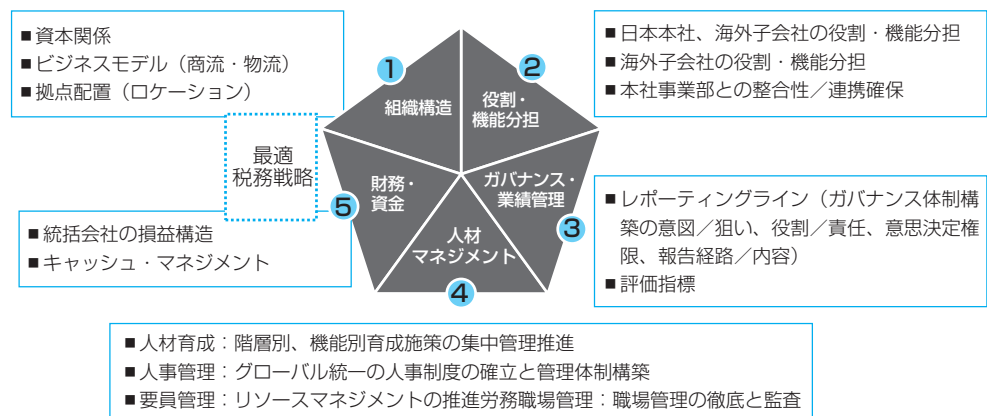 ■資本関係
■ビジネスモデル（商流・物流）
■拠点配置（ロケーション）
1
組織構造
2
役割・
機能分担
■日本本社、海外子会社の役割・機能分担
■海外子会社の役割・機能分担
■本社事業部との整合性／連携確保
最適
税務戦略
5
財務・
資金
ガバナンス・
業績管理
3
■レポーティングライン（ガバナンス体制構
築の意図／狙い、役割／責任、意思決定権
限、報告経路／内容）
■評価指標
■統括会社の損益構造
■キャッシュ・マネジメント
人材
マネジメント
4
■人材育成：階層別、機能別育成施策の集中管理推進
■人事管理：グローバル統一の人事制度の確立と管理体制構築
■要員管理：リソースマネジメントの推進労務職場管理：職場管理の徹底と監査